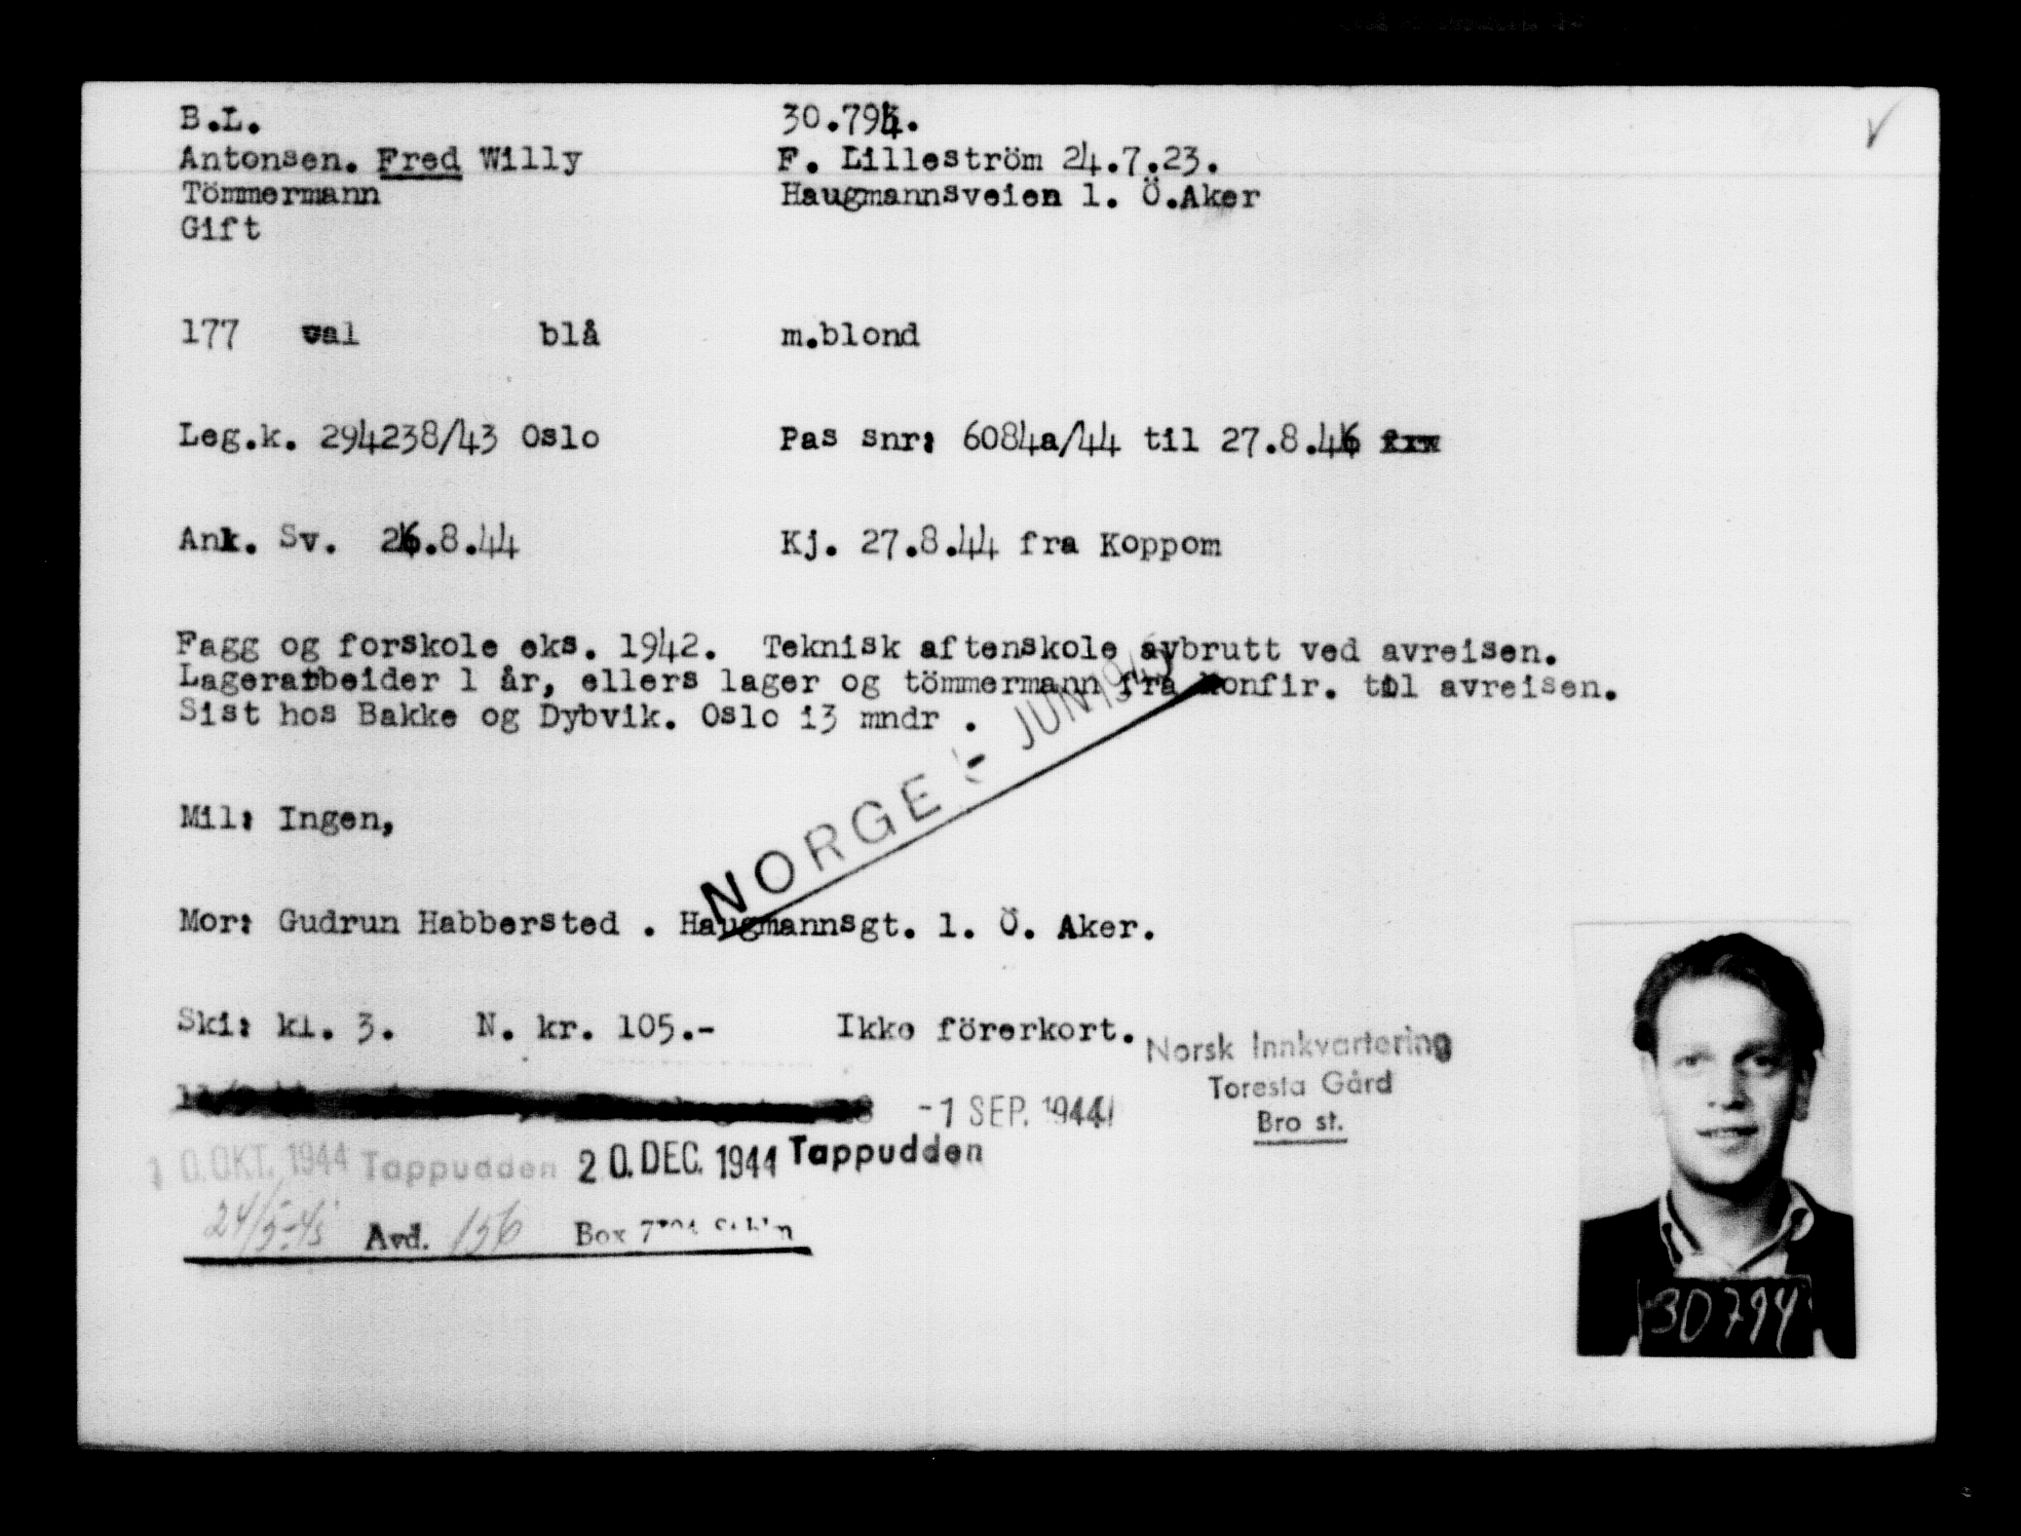 B.L. 30.794.
Antonsen. Fred Willy F. Lilleström 24.7.23.
Tömmermann Haugmannsveien 1. Ö.Aker
Gift
177 oval blå m.blond
Leg.k. 294238/43 Oslo Pas snr: 6084a/44 til 27.8.46
Ank. Sv. 26.8.44 Kj. 27.8.44 fra Koppom
Fagg og forskole eks. 1942. Teknisk aftenskole avbrutt ved avreisen.
Lagerarbeider 1 år, ellers lager og tömmermann fra konfir. til avreisen.
Sist hos Bakke og Dybvik. Oslo 13 mndr .
NORGE - JUNI 194
Mil: Ingen,
Mor: Gudrun Habbersted . Haugmannsgt. 1. Ö. Aker.
Ski: kl. 3. N. kr. 105.- Ikke förerkort.
Norsk Innkvartering
Toresta Gård
Bro st.
-1 SEP. 1944
10. OKT. 1944 Tappudden 20. DEC. 1944 Tappudden
24/5-45 Avd. 156 Box
30794